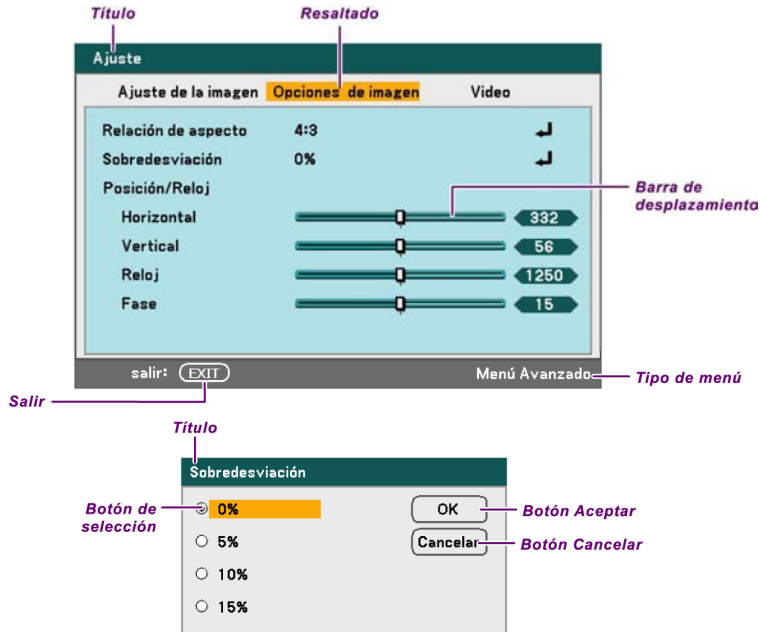 Título
Resaltado
Ajuste
Ajuste de la imagen Opciones de imagen Video
Relación de aspecto 4:3
Sobredesviación 0%
Posición/Reloj
Horizontal 332
Barra de desplazamiento
Vertical 56
Reloj 1250
Fase 15
salir: EXIT Menú Avanzado
Tipo de menú
Salir
Título
Sobredesviación
Botón de selección
0% OK
Botón Aceptar
5% Cancelar
Botón Cancelar
10%
15%